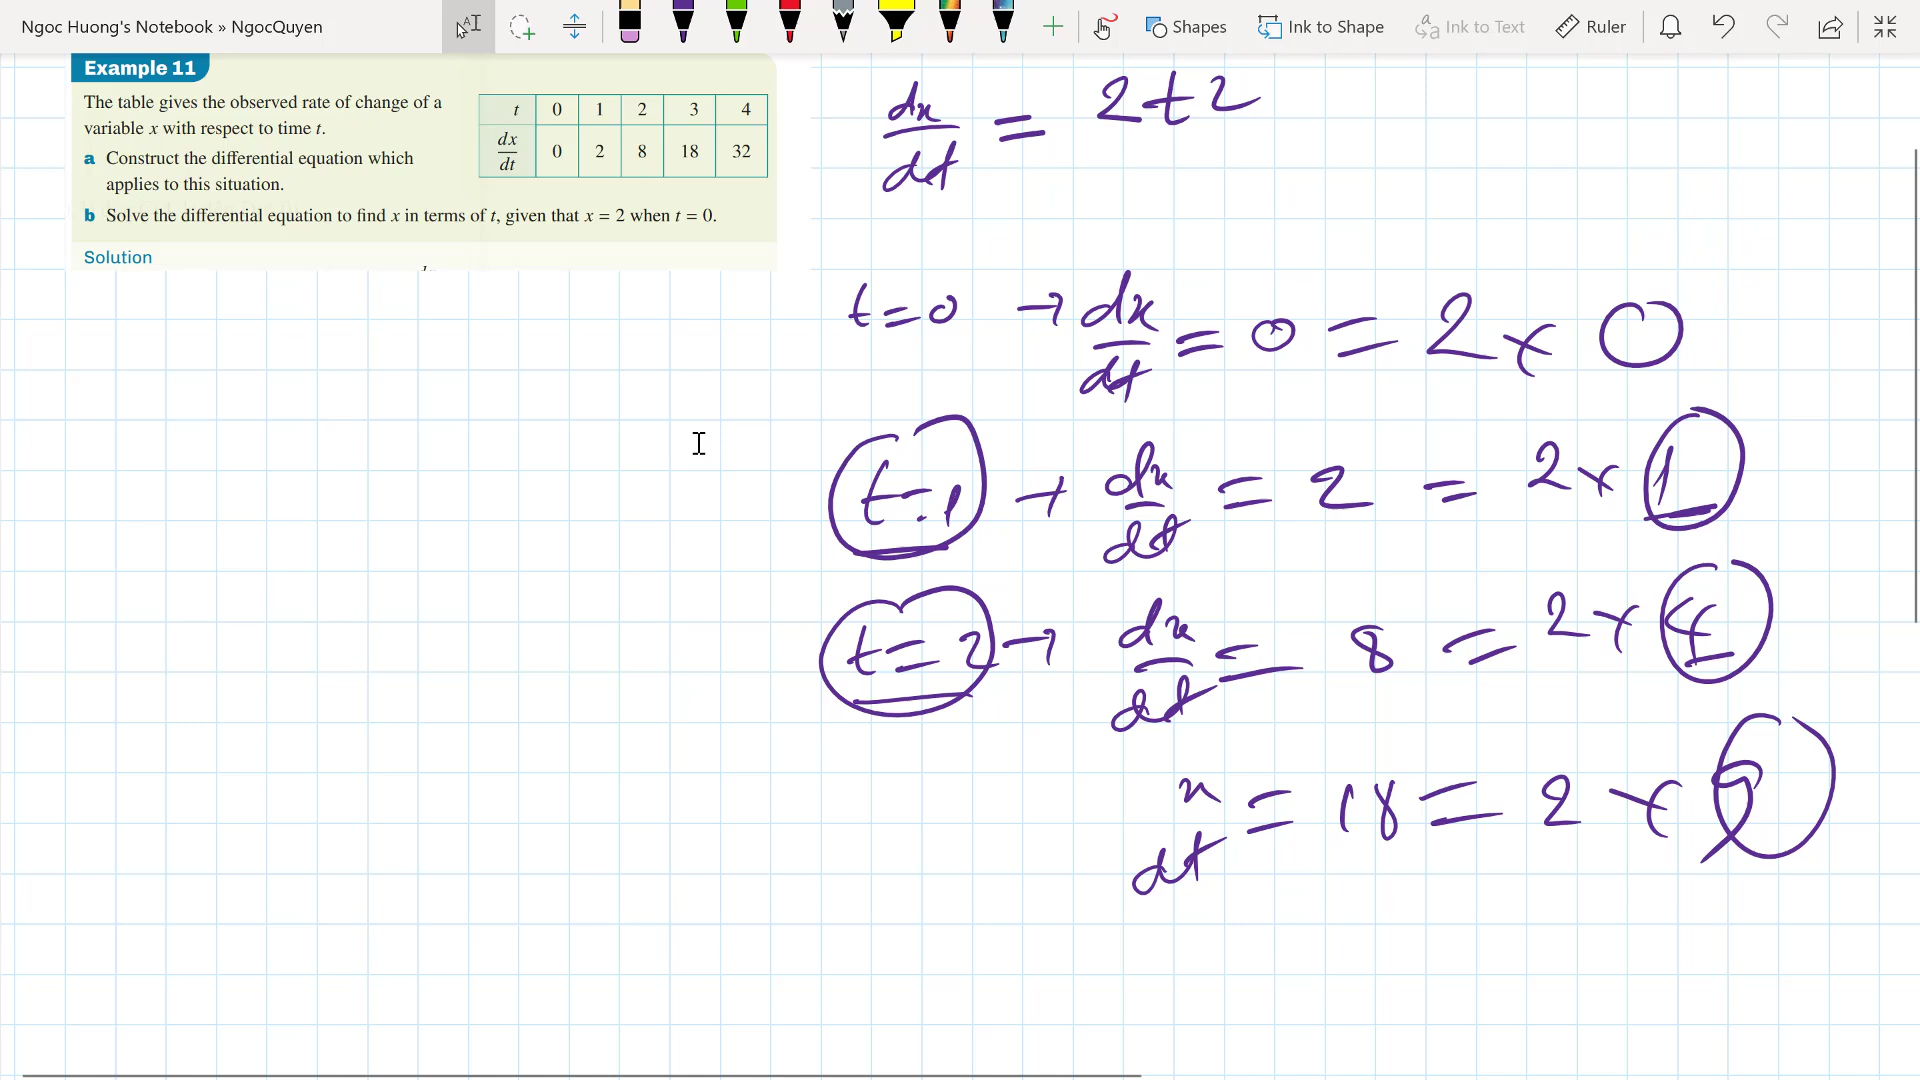 Ngoc Huong's Notebook » NgocQuyen
Shapes
Ink to Shape
Ink to Text
Ruler
Example 11
The table gives the observed rate of change of a
variable x with respect to time t.
a Construct the differential equation which
applies to this situation.
b Solve the differential equation to find x in terms of t, given that x = 2 when t = 0.
t 0 1 2 3 4
dx/dt 0 2 8 18 32
Solution
dx/dt = 2t2
t=0 → dx/dt = 0 = 2 × 0
t=1 → dx/dt = 2 = 2 × 1
t=2 → dx/dt = 8 = 2 × 4
x/dt = 18 = 2 × 9